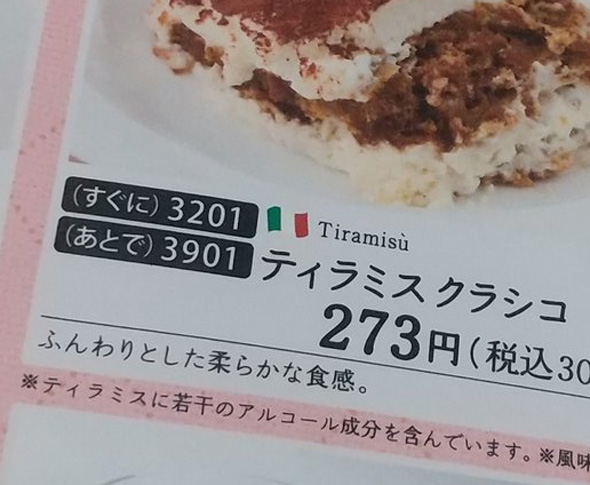 (すぐに) 3201
(あとで) 3901
Tiramisù
ティラミス クラシコ
273円(税込30
ふんわりとした柔らかな食感。
※ティラミスに若干のアルコール成分を含んでいます。※風味